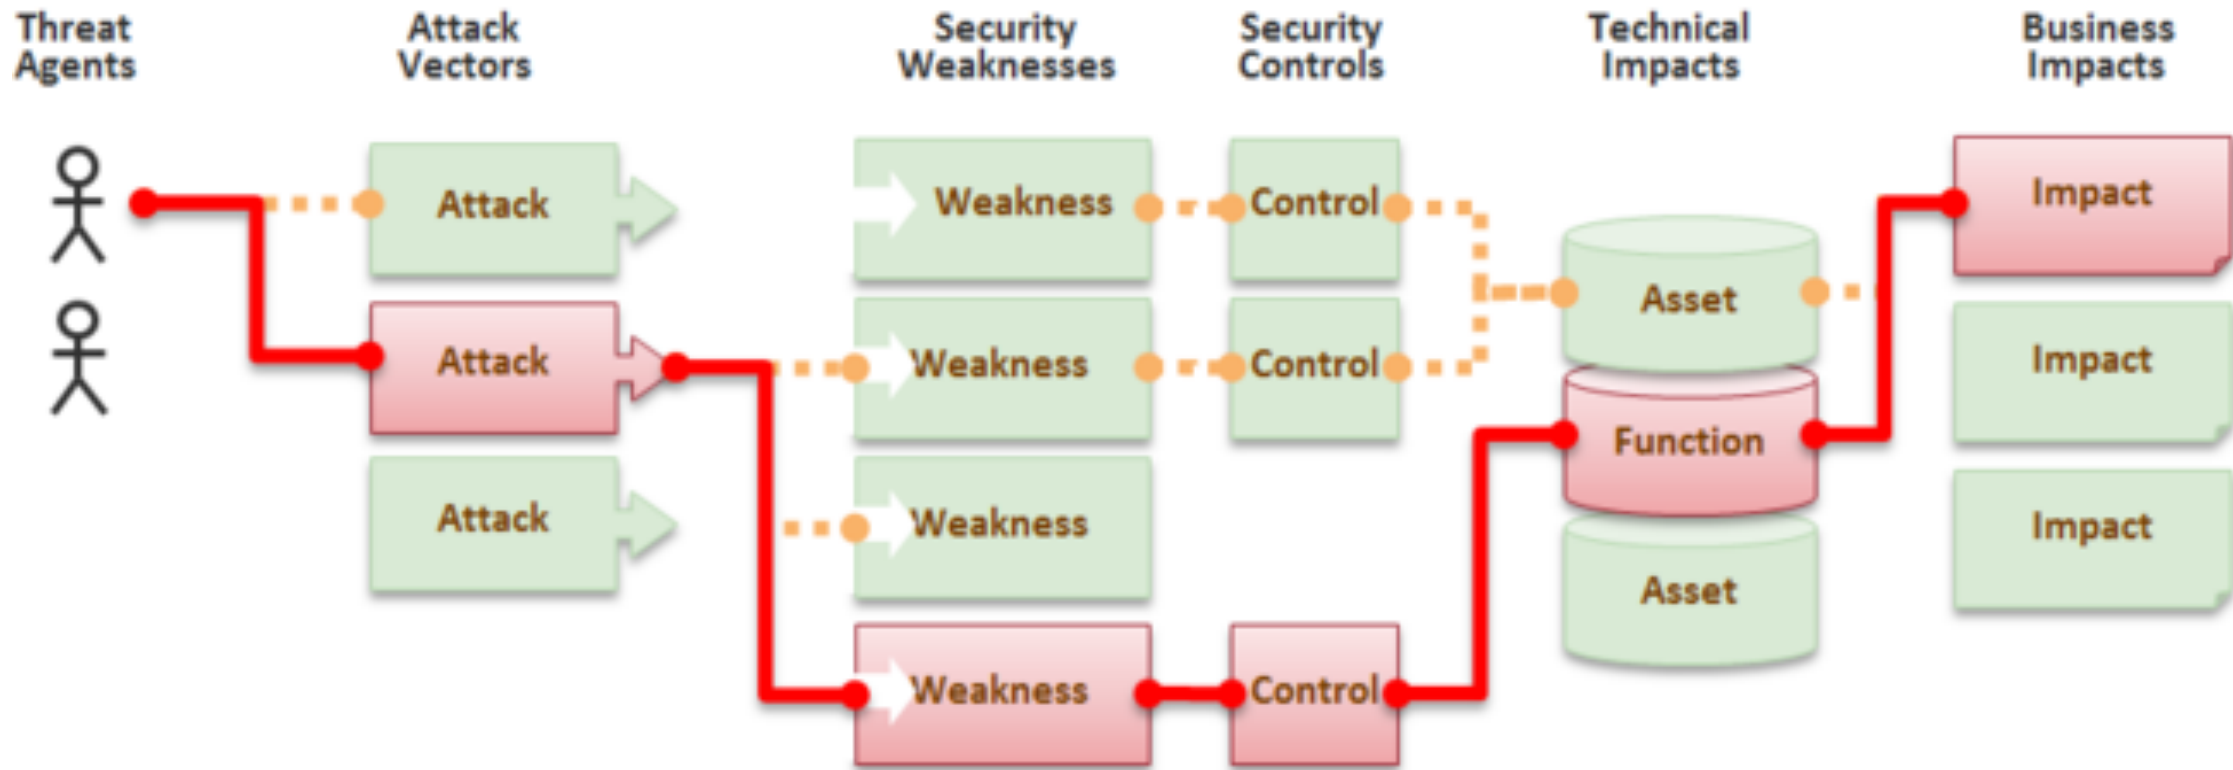 Threat
Agents
Attack
Vectors
Security
Weaknesses
Security
Controls
Technical
Impacts
Business
Impacts
Attack
Attack
Attack
Weakness
Weakness
Weakness
Weakness
Control
Control
Control
Asset
Function
Asset
Impact
Impact
Impact